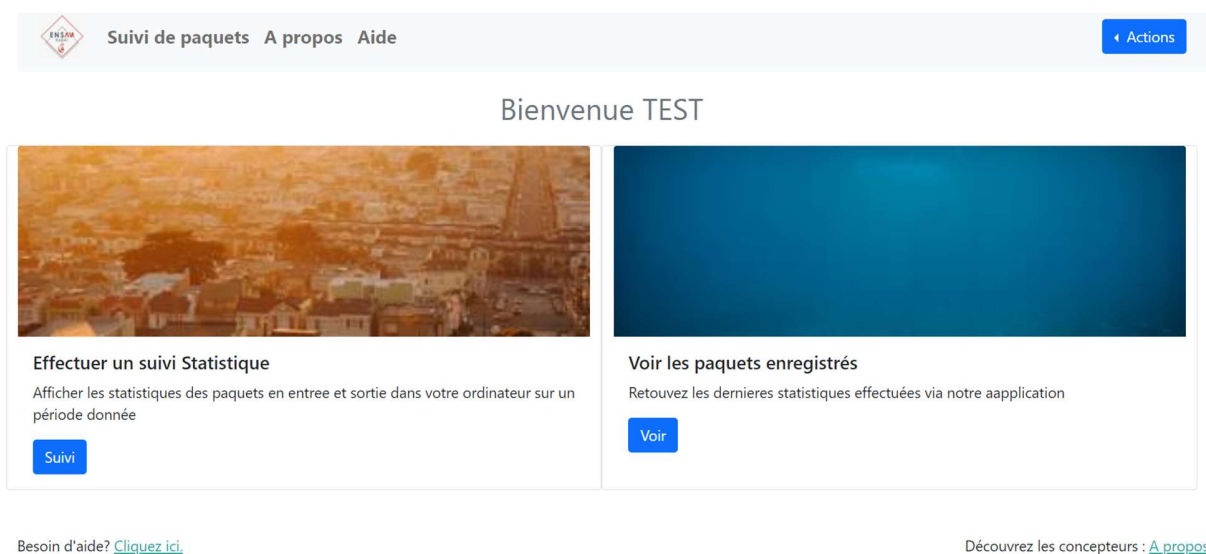 ENSAM
Suivi de paquets A propos Aide
Actions
Bienvenue TEST
Effectuer un suivi Statistique
Afficher les statistiques des paquets en entree et sortie dans votre ordinateur sur un
période donnée
Suivi
Voir les paquets enregistrés
Retouvez les dernieres statistiques effectuées via notre aapplication
Voir
Besoin d'aide? Cliquez ici.
Découvrez les concepteurs : A propos